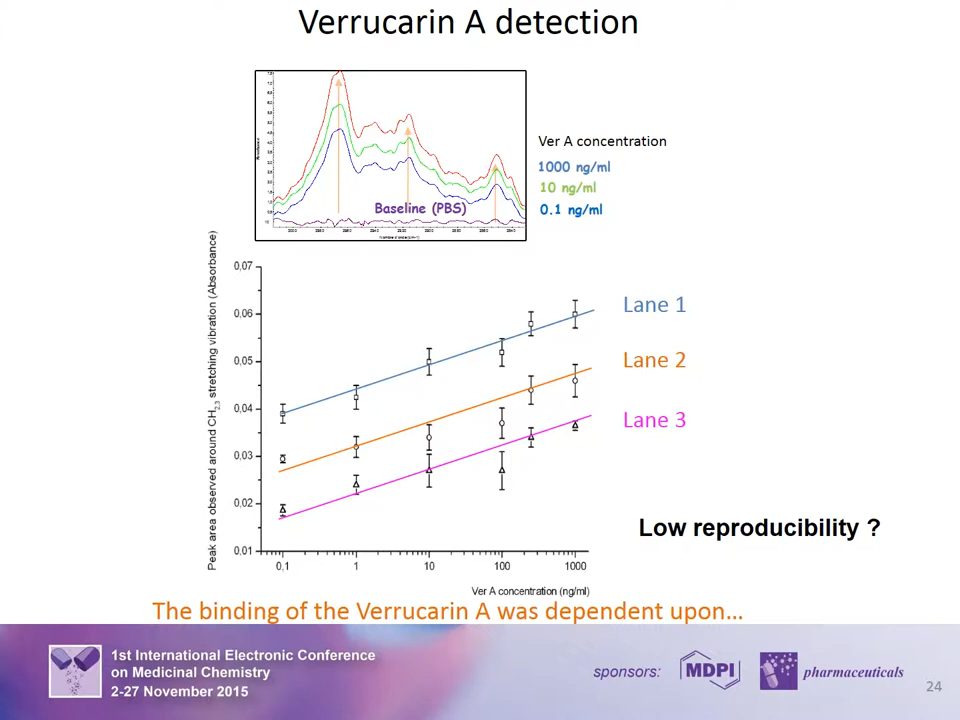 Verrucarin A detection
Baseline (PBS)
Ver A concentration
1000 ng/ml
10 ng/ml
0.1 ng/ml
Peak area observed around CH2,3 stretching vibration (Absorbance)
0,07
0,06
0,05
0,04
0,03
0,02
0,01
0,1 1 10 100 1000
Ver A concentration (ng/ml)
Lane 1
Lane 2
Lane 3
Low reproducibility ?
The binding of the Verrucarin A was dependent upon...
1st International Electronic Conference
on Medicinal Chemistry
2-27 November 2015
sponsors:
MDPI
pharmaceuticals
24